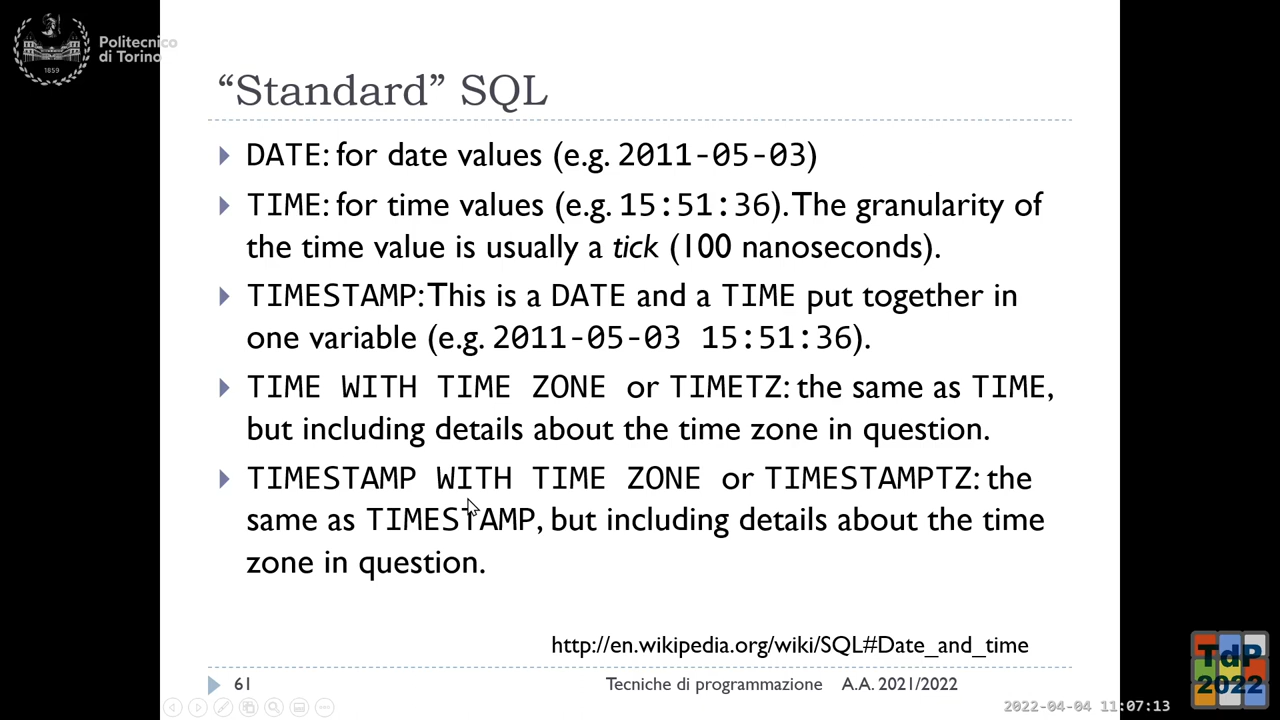 Politecnico
di Torino
1859
“Standard” SQL
DATE: for date values (e.g. 2011-05-03)
TIME: for time values (e.g. 15:51:36). The granularity of
the time value is usually a tick (100 nanoseconds).
TIMESTAMP: This is a DATE and a TIME put together in
one variable (e.g. 2011-05-03 15:51:36).
TIME WITH TIME ZONE or TIMETZ: the same as TIME,
but including details about the time zone in question.
TIMESTAMP WITH TIME ZONE or TIMESTAMPTZ: the
same as TIMESTAMP, but including details about the time
zone in question.
http://en.wikipedia.org/wiki/SQL#Date_and_time
61 Tecniche di programmazione A.A. 2021/2022
TdP
2022
2022-04-04 11:07:13